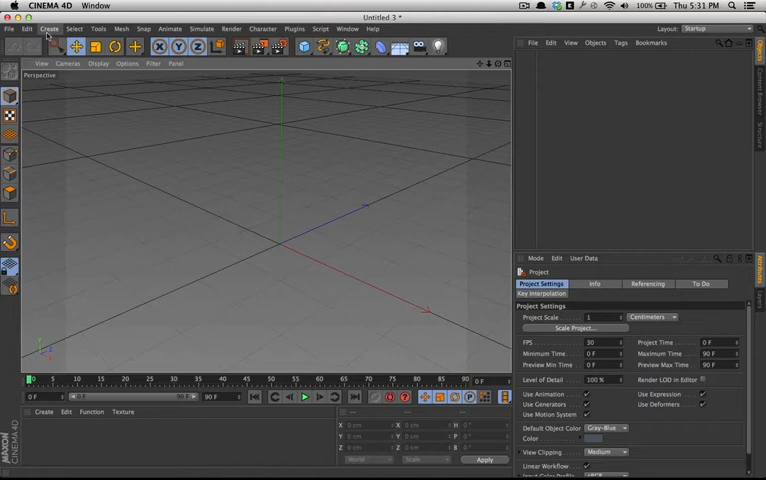 CINEMA 4D Window
100% Thu 5:31 PM
Untitled 3 *
File Edit Create Select Tools Mesh Snap Animate Simulate Render Character Plugins Script Window Help Layout: Startup
View Cameras Display Options Filter Panel
File Edit View Objects Tags Bookmarks
Perspective
Objects
Content Browser
Structure
Mode Edit User Data
Project
Project Settings Info Referencing To Do
Key Interpolation
Attributes
Layers
Project Settings
Project Scale 1 Centimeters
Scale Project...
FPS 30 Project Time 0 F
Minimum Time 0 F Maximum Time 90 F
Preview Min Time 0 F Preview Max Time 90 F
Level of Detail 100 % Render LOD in Editor
Use Animation Use Expression
Use Generators Use Deformers
Use Motion System
Default Object Color Gray-Blue
Color
View Clipping Medium
Linear Workflow
0 5 10 15 20 25 30 35 40 45 50 55 60 65 70 75 80 85 90 0 F
0 F 0 F 90 F 90 F
Create Edit Function Texture
X 0 cm X 0 cm H 0 °
Y 0 cm Y 0 cm P 0 °
Z 0 cm Z 0 cm B 0 °
World Scale Apply
MAXON
CINEMA 4D